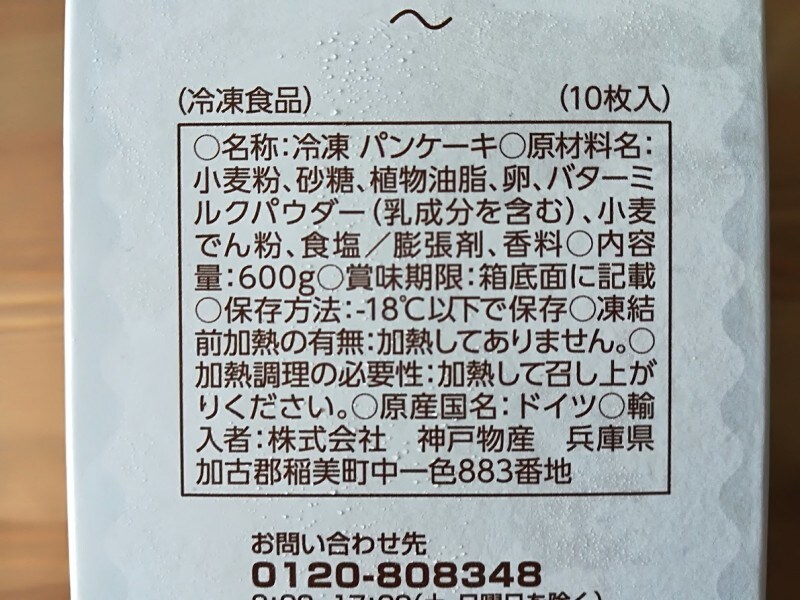 (冷凍食品) (10枚入)
○名称:冷凍 パンケーキ○原材料名:
小麦粉、砂糖、植物油脂、卵、バターミ
ルクパウダー(乳成分を含む)、小麦
でん粉、食塩/膨張剤、香料○内容
量:600g○賞味期限:箱底面に記載
○保存方法:-18℃以下で保存○凍結
前加熱の有無:加熱してありません。○
加熱調理の必要性:加熱して召し上が
りください。○原産国名:ドイツ○輸
入者:株式会社 神戸物産 兵庫県
加古郡稲美町中一色883番地
お問い合わせ先
0120-808348